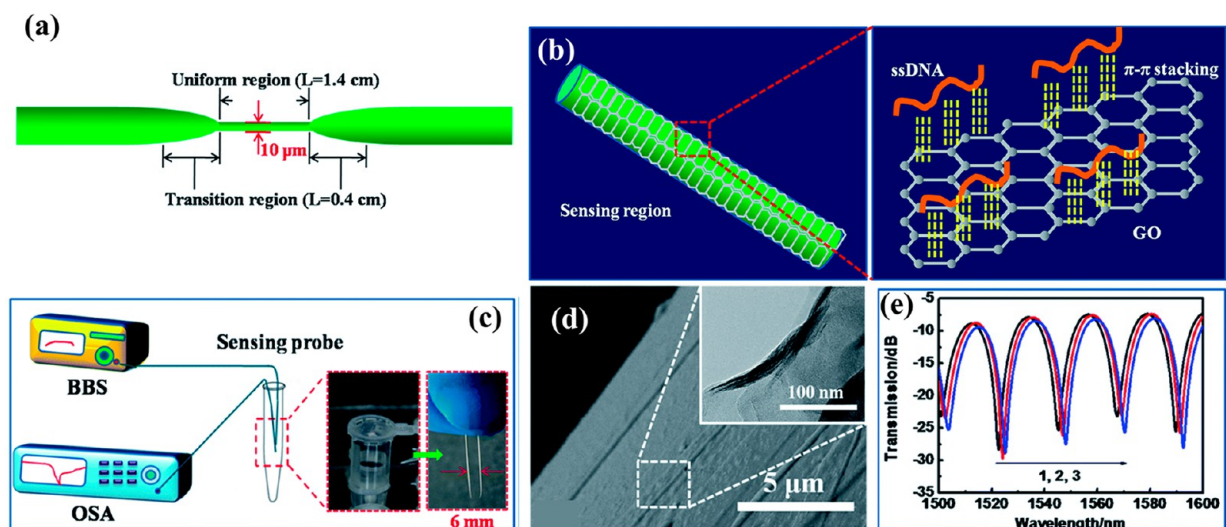 (a)
Uniform region (L=1.4 cm)
10 μm
Transition region (L=0.4 cm)
(b)
Sensing region
ssDNA
π-π stacking
GO
(c)
BBS
Sensing probe
OSA
6 mm
(d)
100 nm
5 μm
(e)
Transmission/dB
-5
-10
-15
-20
-25
-30
-35
1, 2, 3
1500 1520 1540 1560 1580 1600
Wavelength/nm